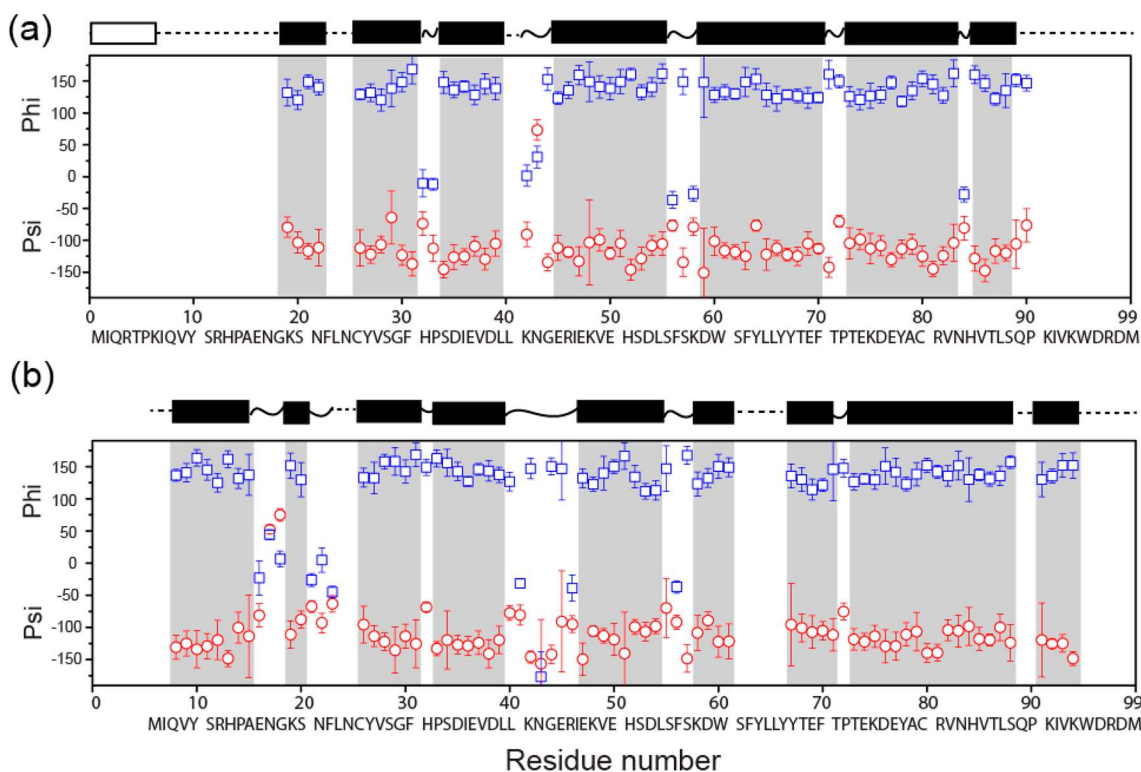 (a)
150
100
50
0
-50
-100
-150
Phi
Psi
0 10 20 30 40 50 60 70 80 90 99
MIQRTPKIQVY SRHPAENGKS NFLNCYVSGF HPSDIEVDLL KNGERIEKVE HSDLSFSKDW SFYLLYYTEF TPTEKDEYAC RVNHVTLSQP KIVKWDRDM
(b)
150
100
50
0
-50
-100
-150
Phi
Psi
0 10 20 30 40 50 60 70 80 90 99
MIQVY SRHPAENGKS NFLNCYVSGF HPSDIEVDLL KNGERIEKVE HSDLSFSKDW SFYLLYYTEF TPTEKDEYAC RVNHVTLSQP KIVKWDRDM
Residue number